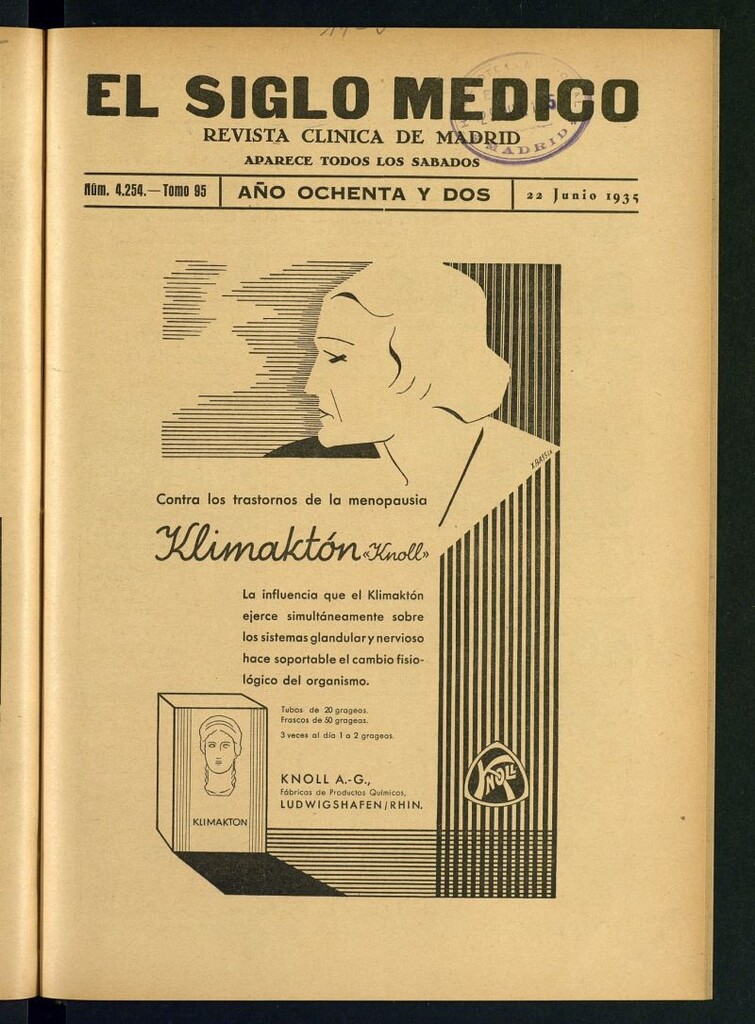 EL SIGLO MEDICO
REVISTA CLINICA DE MADRID
APARECE TODOS LOS SABADOS
Núm. 4.254.—Tomo 95
AÑO OCHENTA Y DOS
22 Junio 1935
MADRID
Contra los trastornos de la menopausia
Klimaktón «Knoll»
La influencia que el Klimaktón
ejerce simultáneamente sobre
los sistemas glandular y nervioso
hace soportable el cambio fisio-
lógico del organismo.
Tubos de 20 grageas.
Frascos de 50 grageas.
3 veces al día 1 a 2 grageas.
KNOLL A.-G.,
Fábricas de Productos Químicos,
LUDWIGSHAFEN/RHIN.
KLIMAKTON
KNOLL